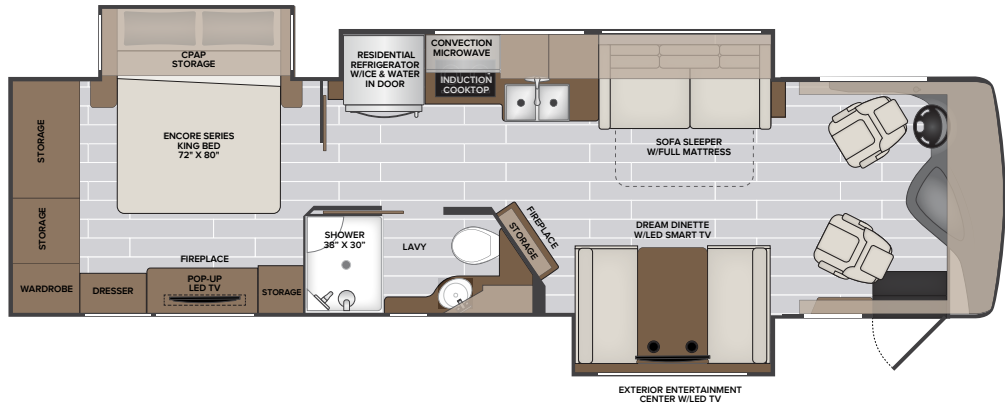 CPAP
STORAGE
RESIDENTIAL
REFRIGERATOR
W/ICE & WATER
IN DOOR
CONVECTION
MICROWAVE
INDUCTION
COOKTOP
STORAGE
ENCORE SERIES
KING BED
72" X 80"
SOFA SLEEPER
W/FULL MATTRESS
STORAGE
SHOWER
38" X 30"
LAVY
FIREPLACE
STORAGE
DREAM DINETTE
W/LED SMART TV
FIREPLACE
WARDROBE
DRESSER
POP-UP
LED TV
STORAGE
EXTERIOR ENTERTAINMENT
CENTER W/LED TV